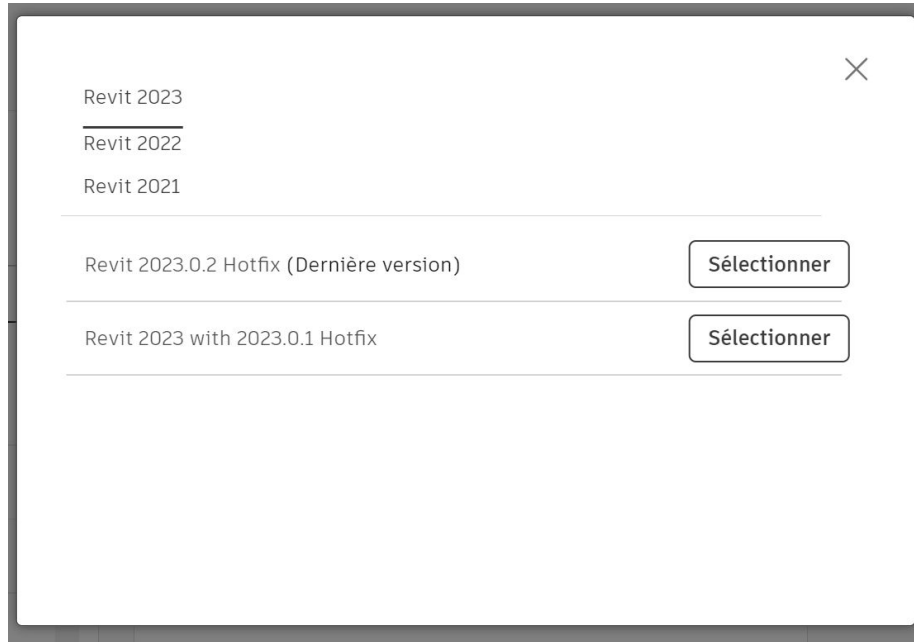 Revit 2023
Revit 2022
Revit 2021
Revit 2023.0.2 Hotfix (Dernière version)
Sélectionner
Revit 2023 with 2023.0.1 Hotfix
Sélectionner